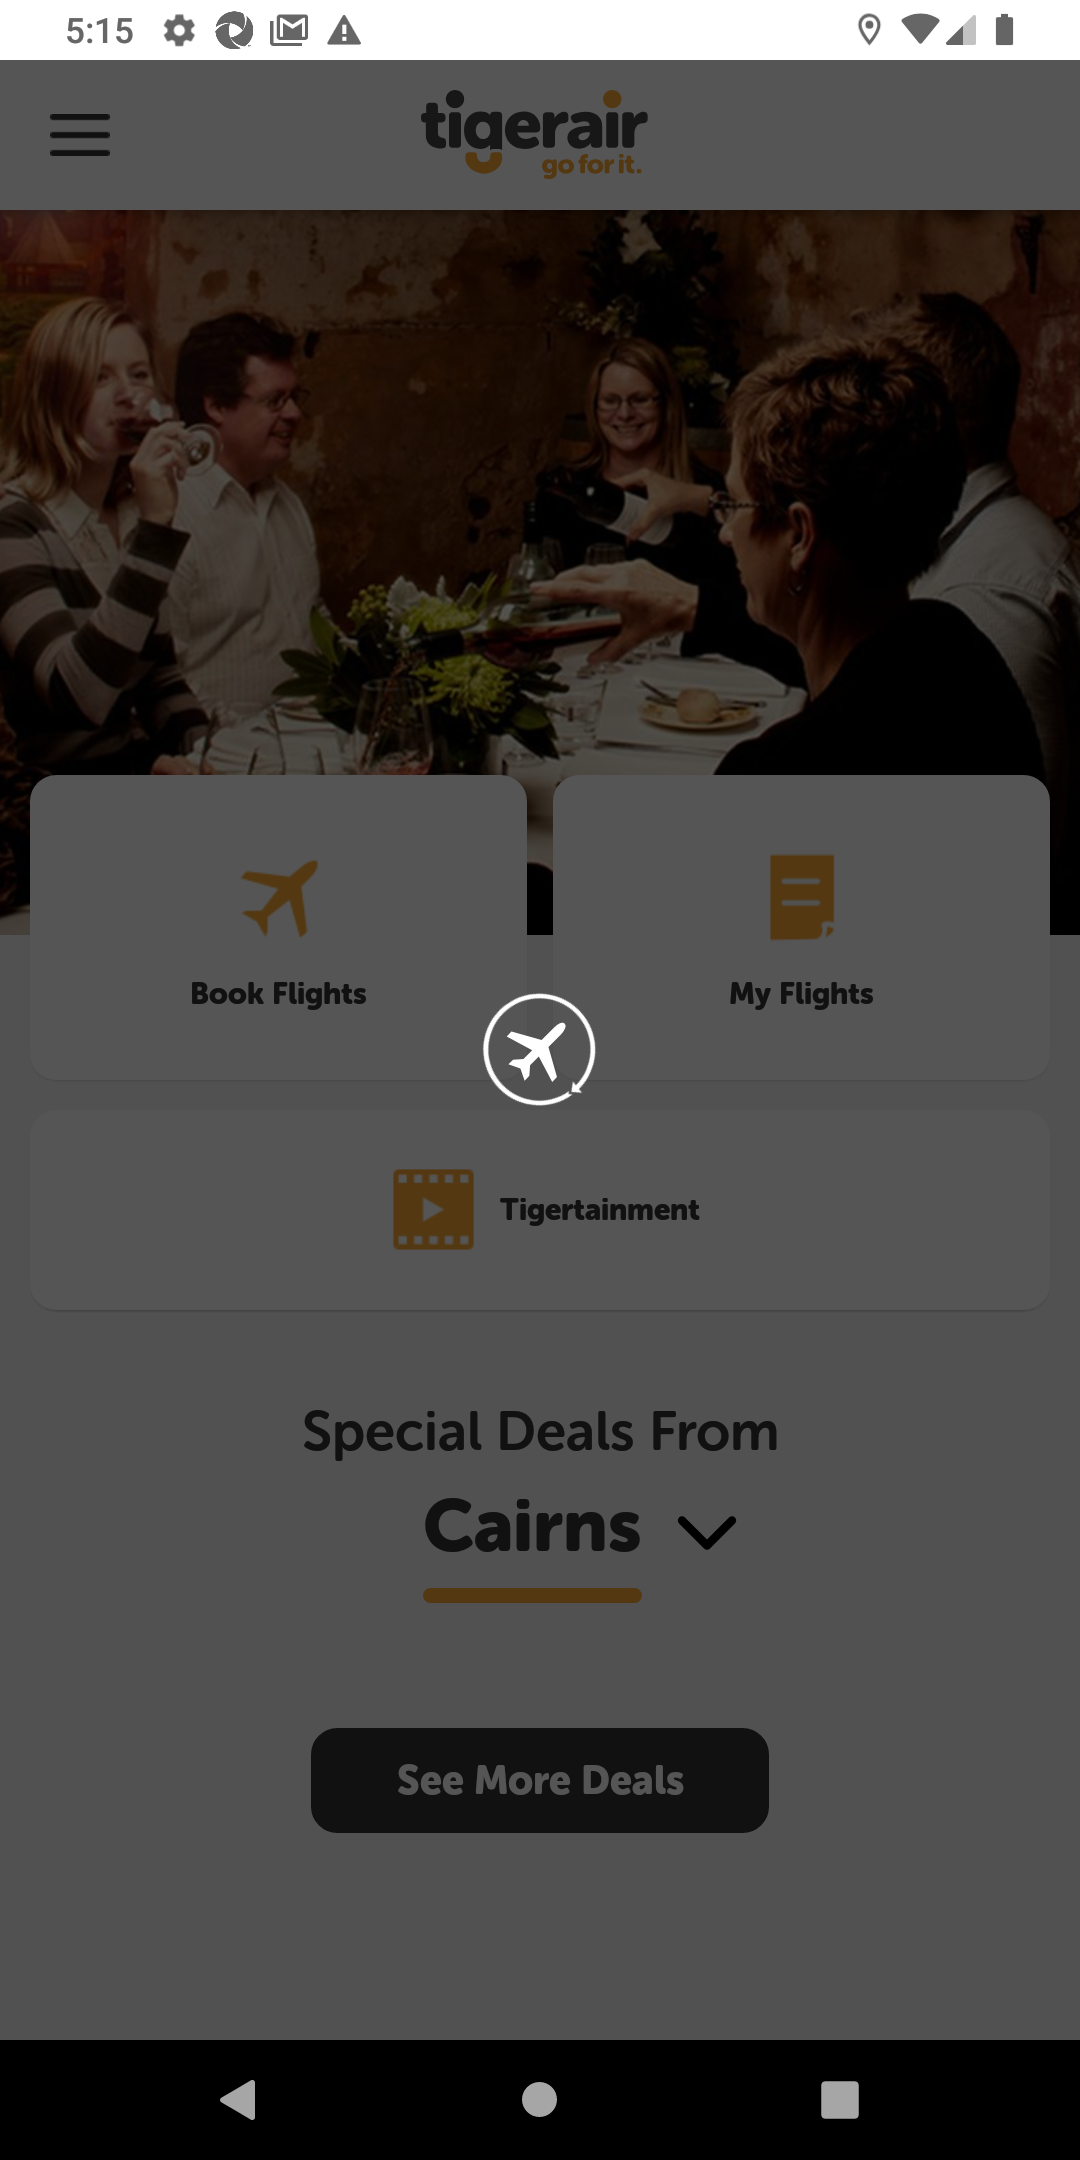 5:15
tigerair
go for it.
Book Flights
My Flights
Tigertainment
Special Deals From
Cairns
See More Deals